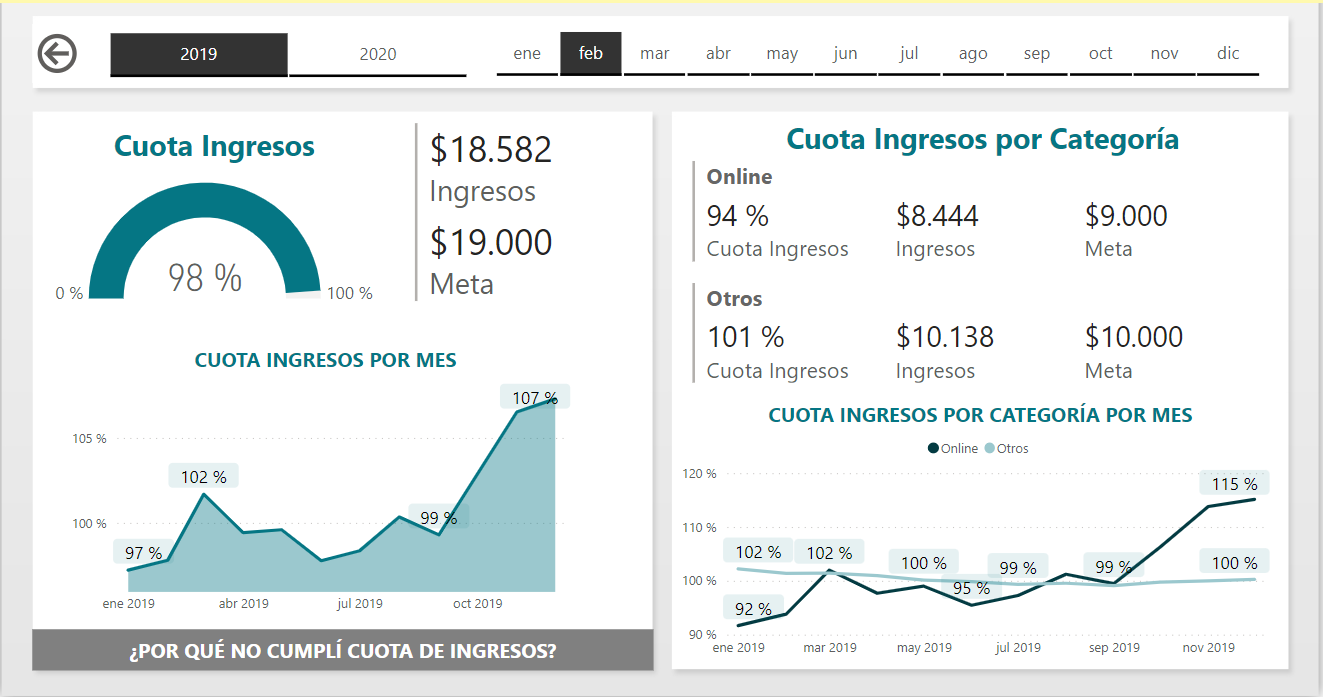 2019 2020 ene feb mar abr may jun jul ago sep oct nov dic
Cuota Ingresos
98 %
0 % 100 %
$18.582
Ingresos
$19.000
Meta
CUOTA INGRESOS POR MES
107 %
105 %
102 %
100 %
99 %
97 %
ene 2019 abr 2019 jul 2019 oct 2019
¿POR QUÉ NO CUMPLÍ CUOTA DE INGRESOS?
Cuota Ingresos por Categoría
Online
94 % $8.444 $9.000
Cuota Ingresos Ingresos Meta
Otros
101 % $10.138 $10.000
Cuota Ingresos Ingresos Meta
CUOTA INGRESOS POR CATEGORÍA POR MES
Online Otros
120 %
115 %
110 %
102 % 102 % 100 % 99 % 99 % 100 %
100 %
95 %
92 %
90 %
ene 2019 mar 2019 may 2019 jul 2019 sep 2019 nov 2019